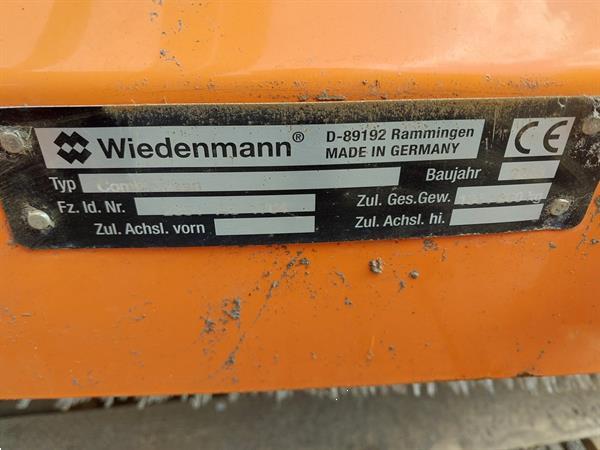 Wiedenmann®
D-89192 Rammingen
MADE IN GERMANY
CE
Typ
Baujahr
Fz. Id. Nr.
Zul. Ges.Gew. kg
Zul. Achsl. vorn
Zul. Achsl. hi.